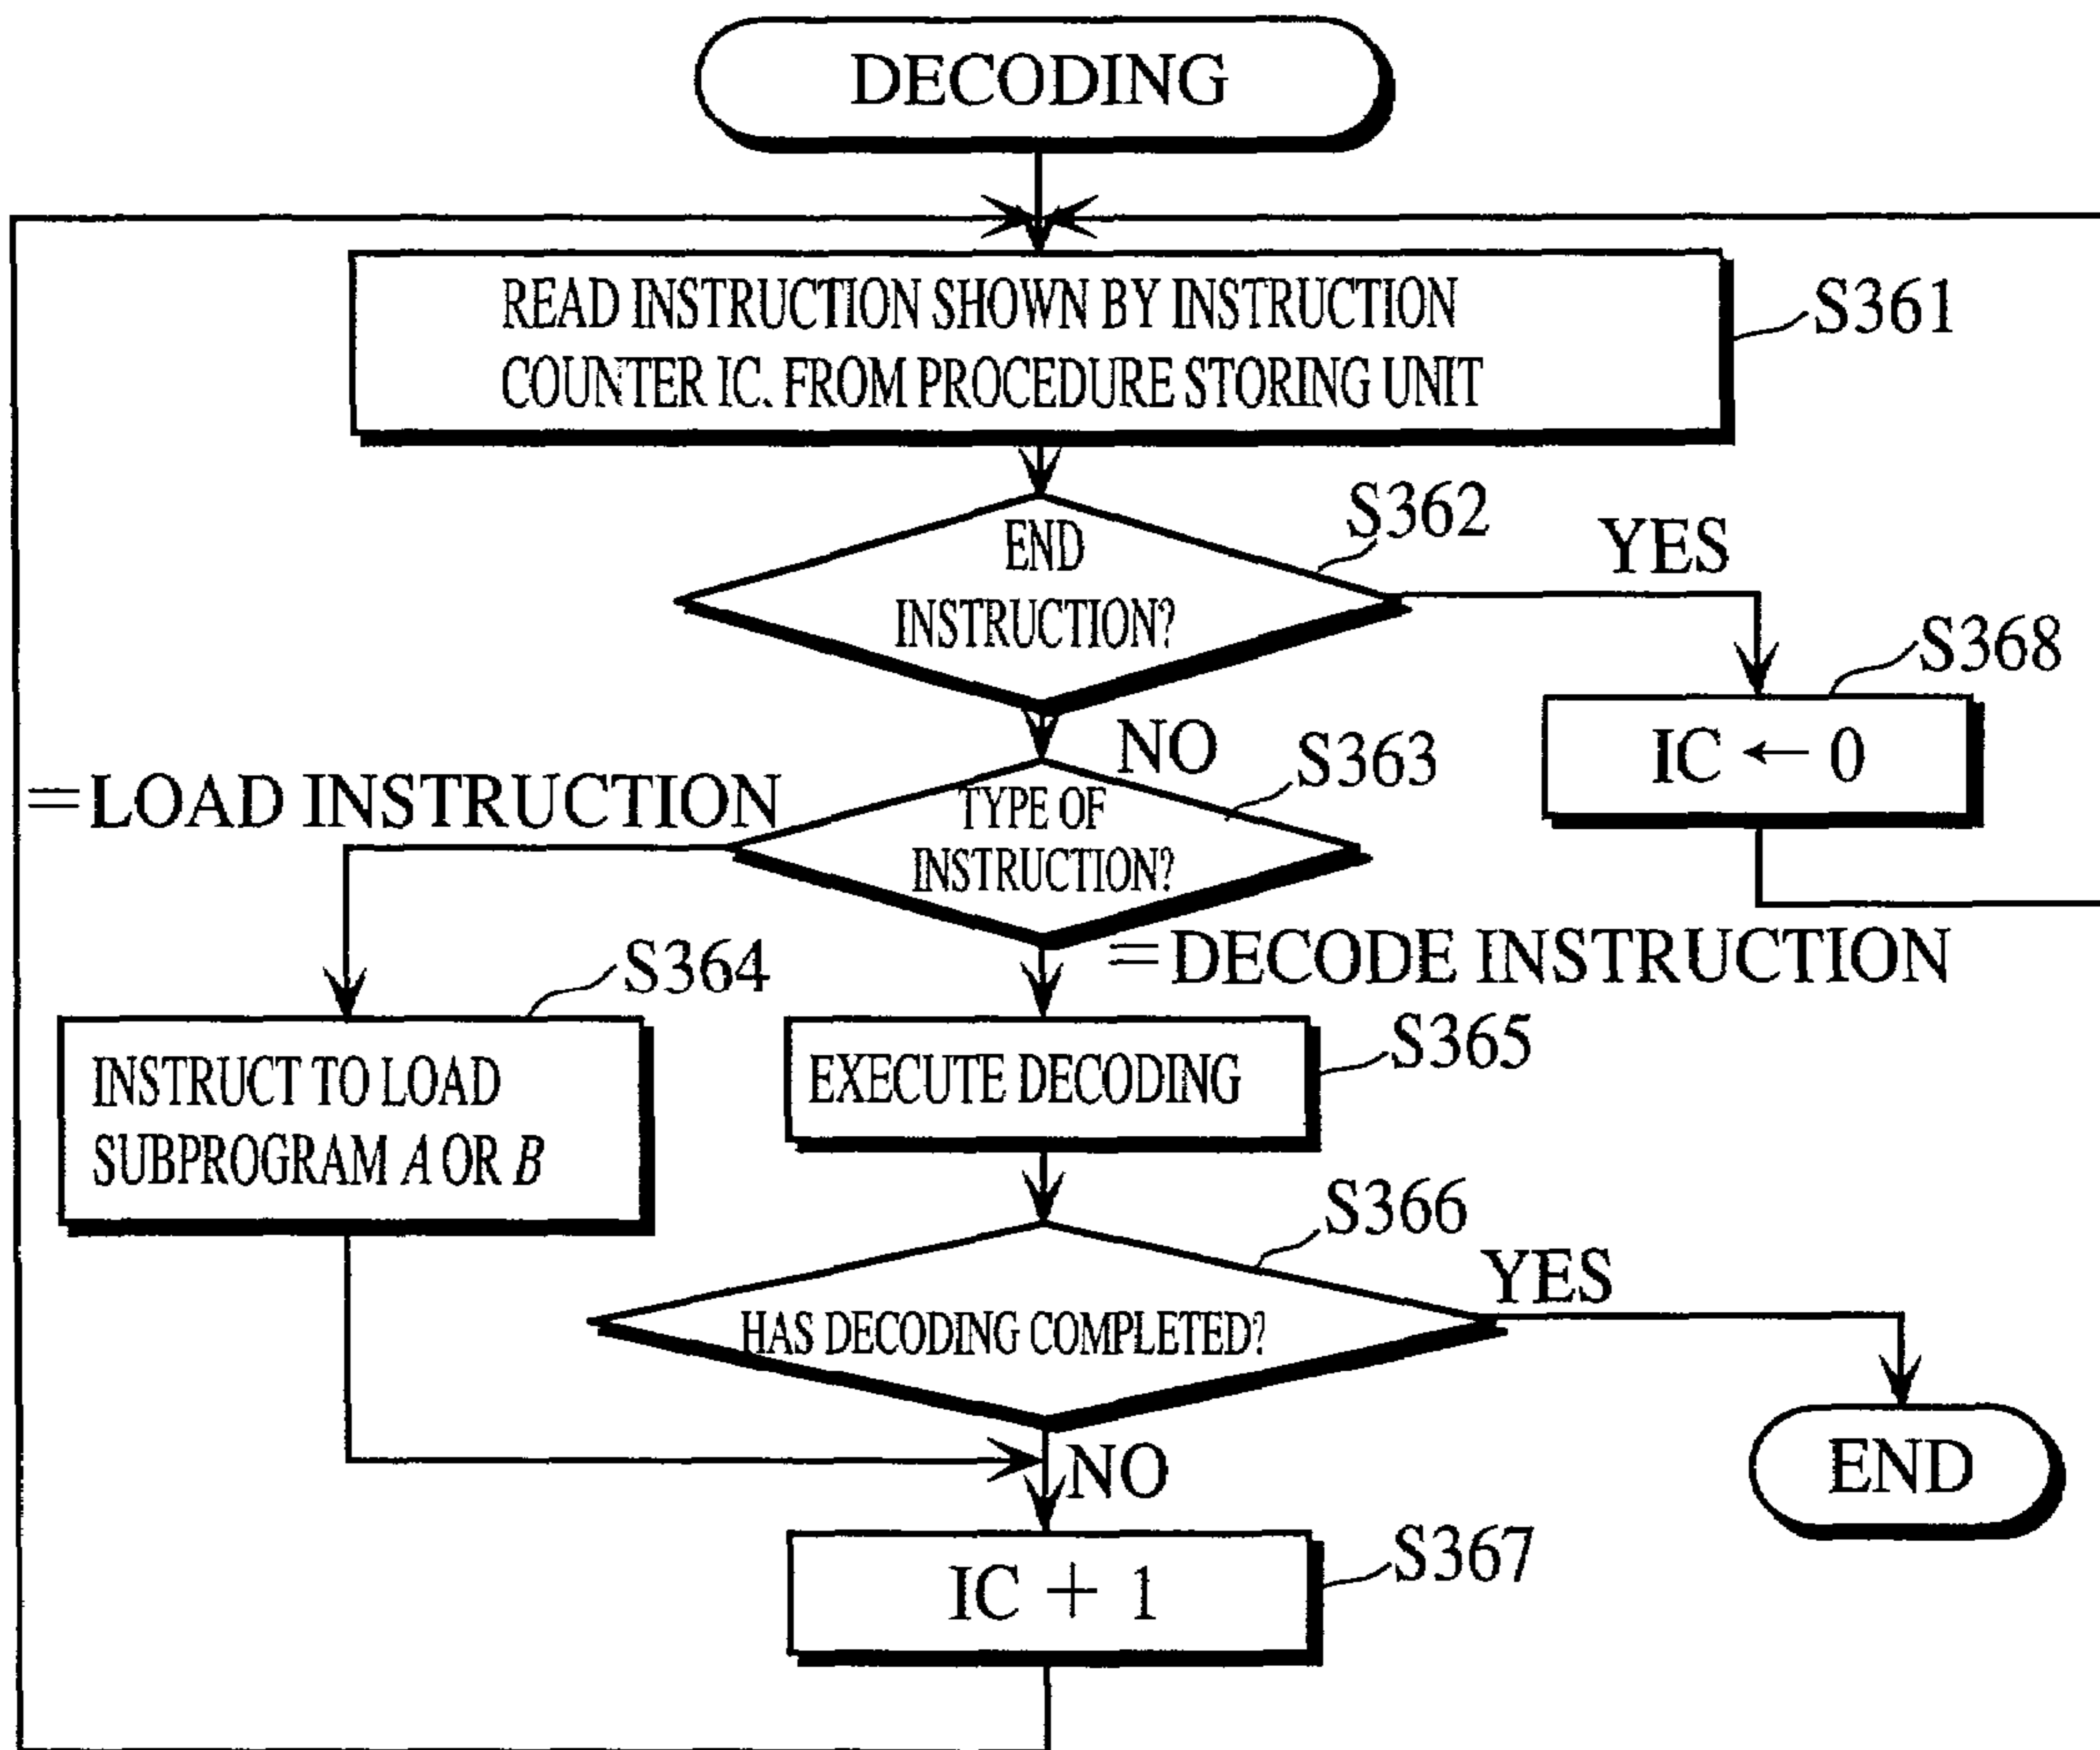 DECODING
READ INSTRUCTION SHOWN BY INSTRUCTION
COUNTER IC. FROM PROCEDURE STORING UNIT
S361
END
INSTRUCTION?
S362
YES
S368
IC ← 0
NO
S363
TYPE OF
INSTRUCTION?
=LOAD INSTRUCTION
=DECODE INSTRUCTION
S364
INSTRUCT TO LOAD
SUBPROGRAM A OR B
EXECUTE DECODING
S365
S366
HAS DECODING COMPLETED?
YES
END
NO
IC + 1
S367